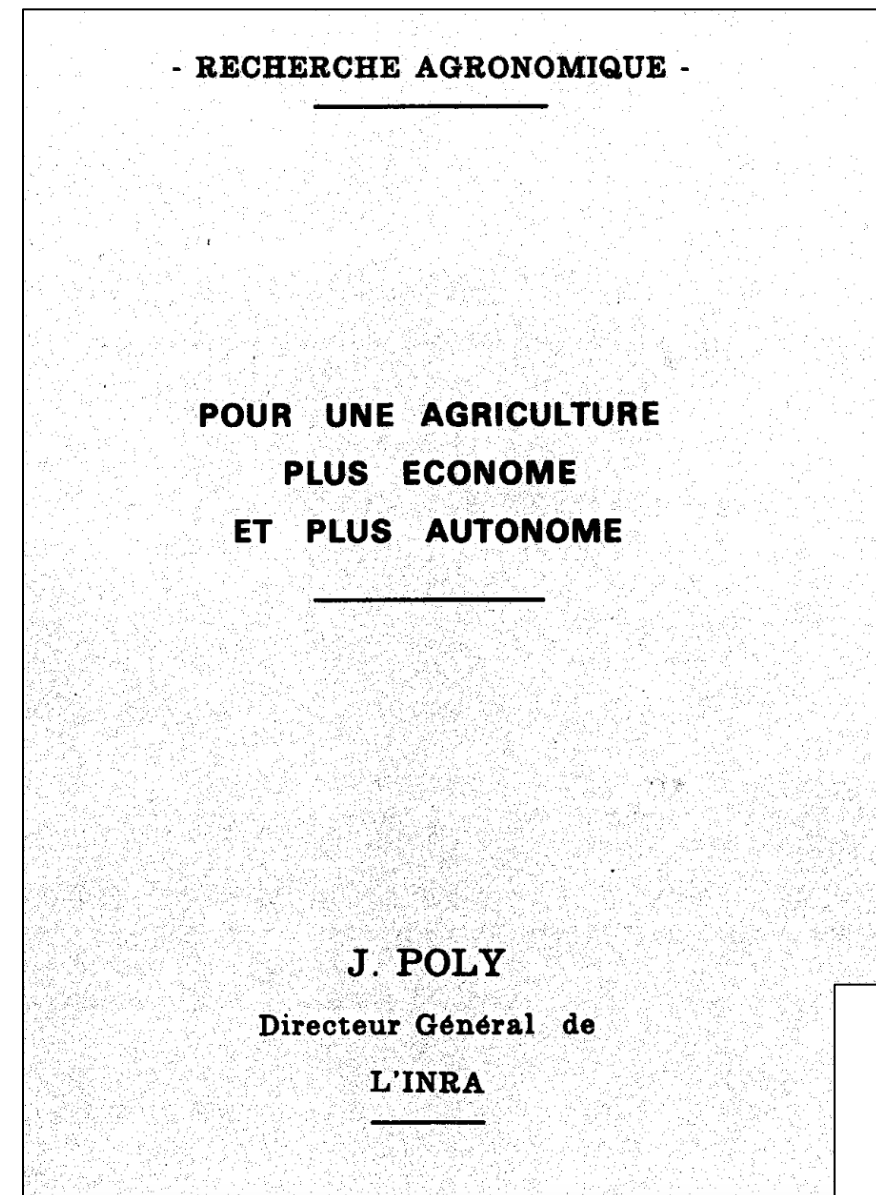 - RECHERCHE AGRONOMIQUE -
POUR UNE AGRICULTURE
PLUS ECONOME
ET PLUS AUTONOME
J. POLY
Directeur Général de
L'INRA